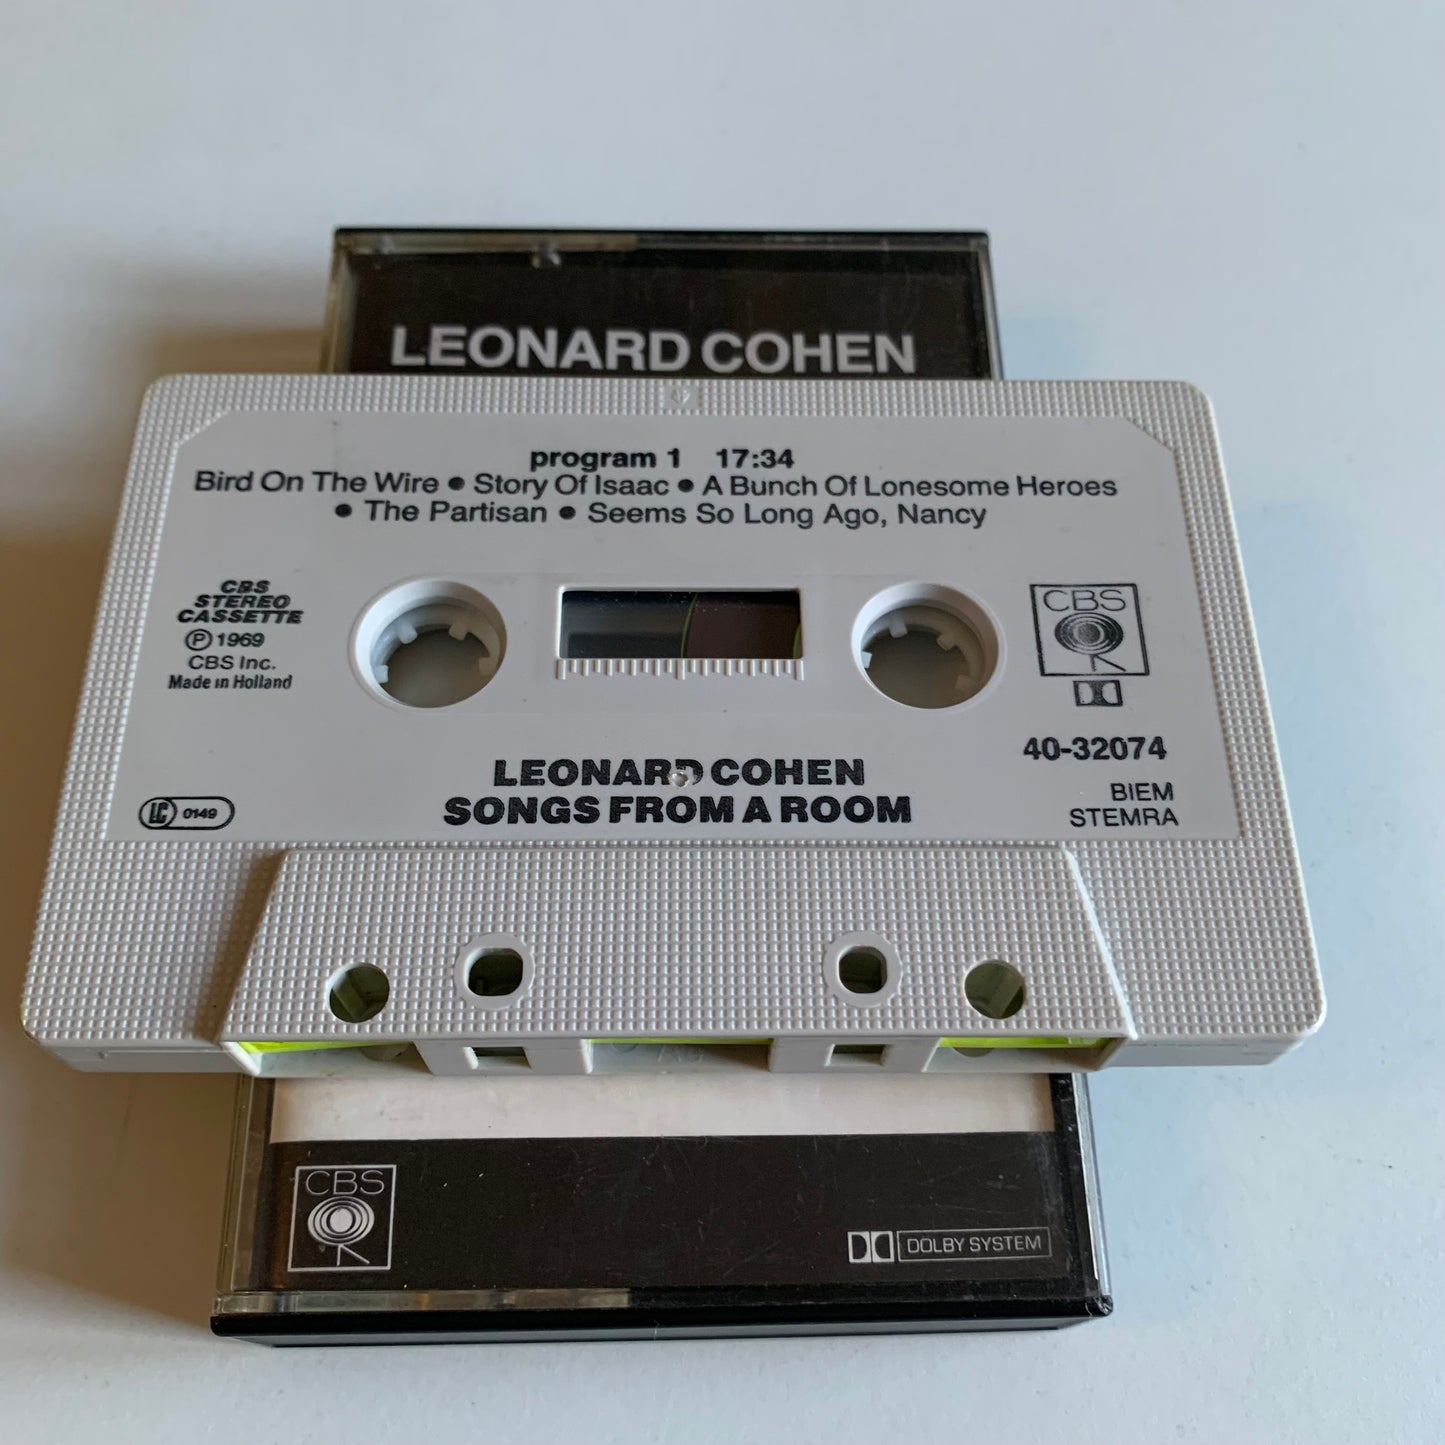 LEONARD COHEN
program 1 17:34
Bird On The Wire • Story Of Isaac • A Bunch Of Lonesome Heroes
• The Partisan • Seems So Long Ago, Nancy
CBS
STEREO
CASSETTE
Ⓟ 1969
CBS Inc.
Made in Holland
CBS
40-32074
BIEM
STEMRA
LEONARD COHEN
SONGS FROM A ROOM
LC 0149
CBS
DOLBY SYSTEM